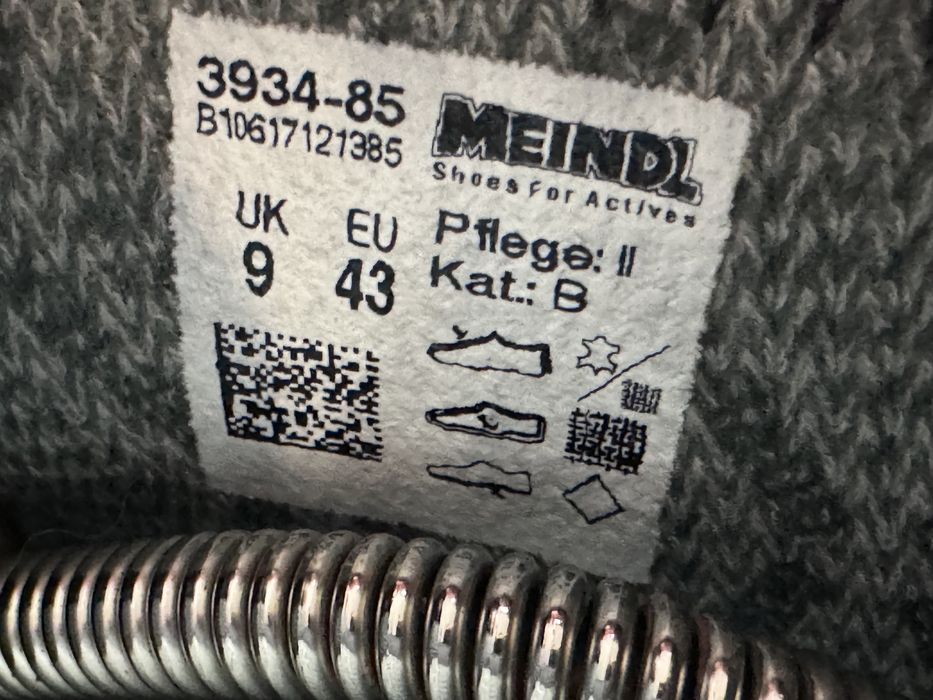 3934-85
B10617121385
MEINDL
Shoes For Actives
UK EU
9 43
Pflege: II
Kat.: B